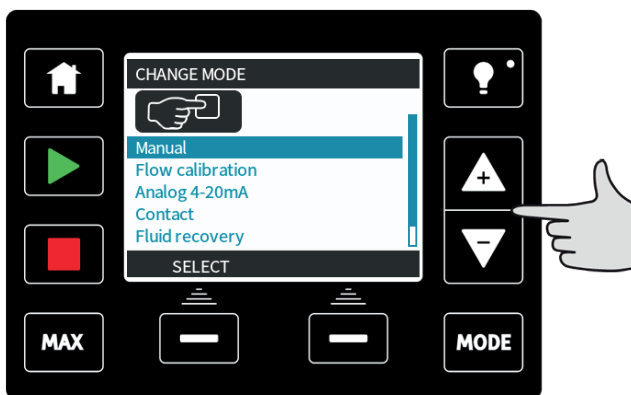 CHANGE MODE
Manual
Flow calibration
Analog 4-20mA
Contact
Fluid recovery
SELECT
+
-
MAX
MODE